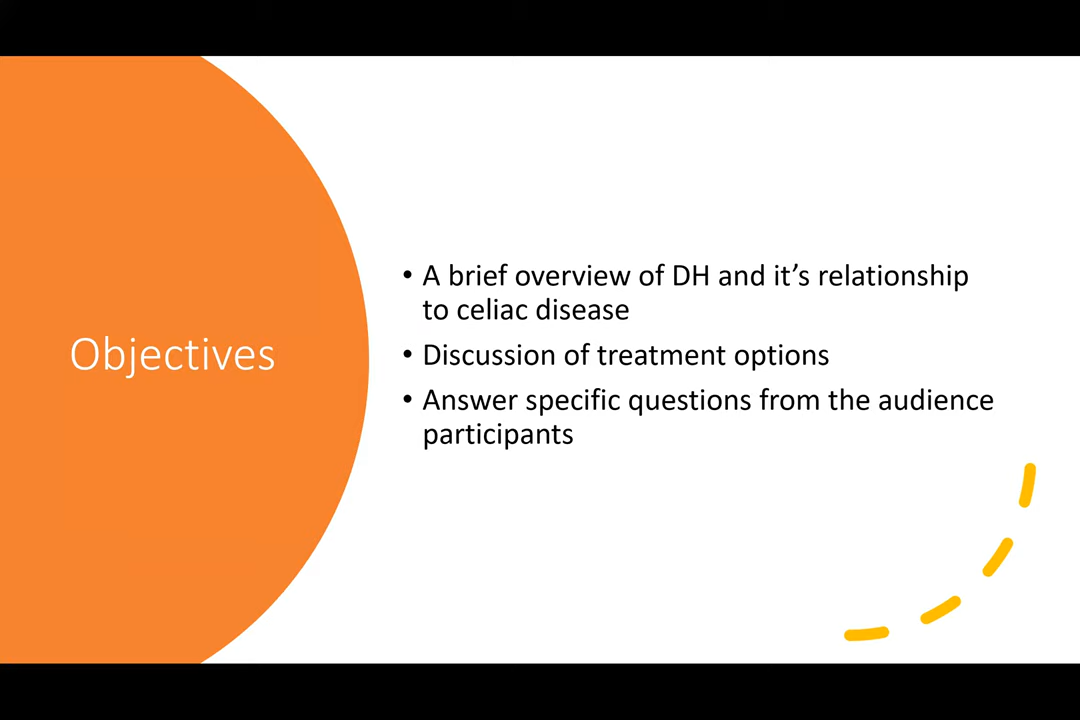 Objectives
• A brief overview of DH and it’s relationship
to celiac disease
• Discussion of treatment options
• Answer specific questions from the audience
participants